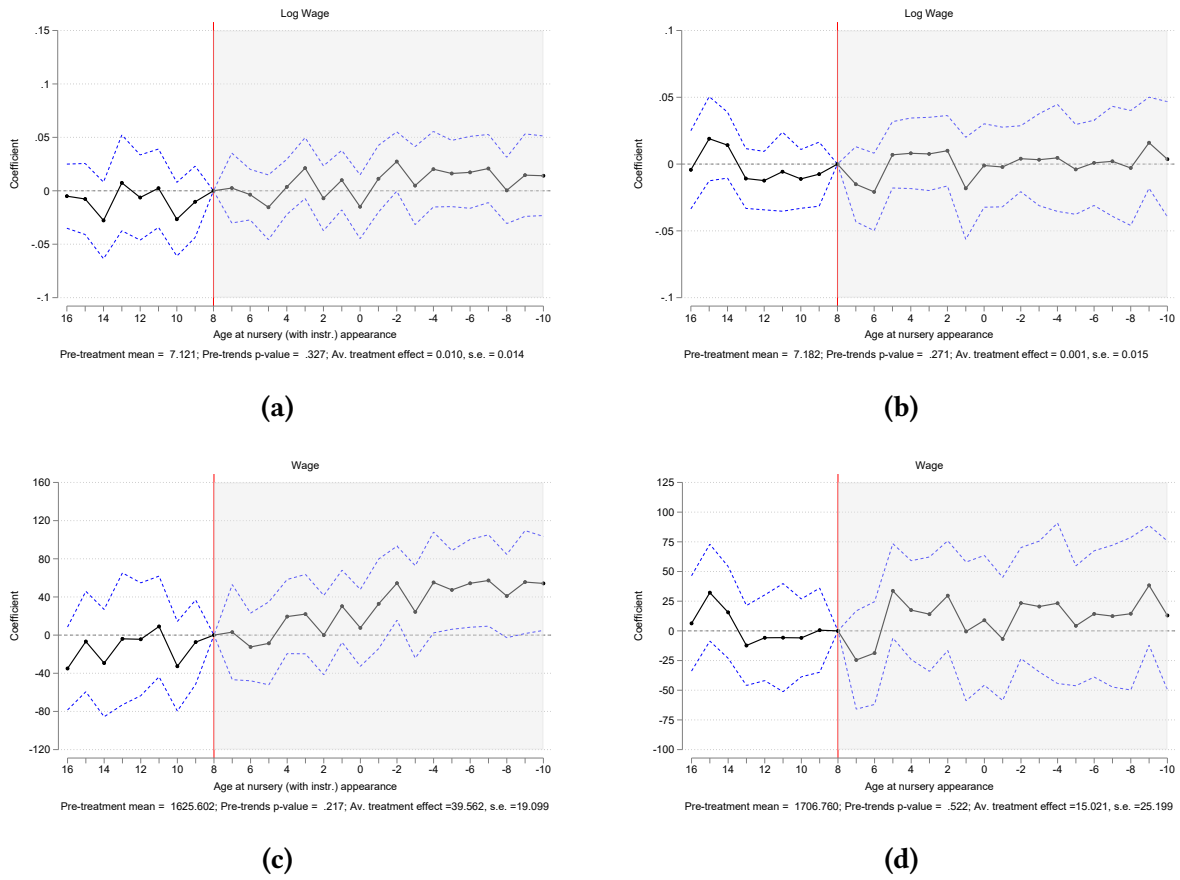 Log Wage
.15
.1
.05
0
-.05
-.1
Coefficient
16 14 12 10 8 6 4 2 0 -2 -4 -6 -8 -10
Age at nursery (with instr.) appearance
Pre-treatment mean = 7.121; Pre-trends p-value = .327; Av. treatment effect = 0.010, s.e. = 0.014
(a)
Log Wage
.1
.05
0
-.05
-.1
Coefficient
16 14 12 10 8 6 4 2 0 -2 -4 -6 -8 -10
Age at nursery appearance
Pre-treatment mean = 7.182; Pre-trends p-value = .271; Av. treatment effect = 0.001, s.e. = 0.015
(b)
Wage
160
120
80
40
0
-40
-80
-120
Coefficient
16 14 12 10 8 6 4 2 0 -2 -4 -6 -8 -10
Age at nursery (with instr.) appearance
Pre-treatment mean = 1625.602; Pre-trends p-value = .217; Av. treatment effect =39.562, s.e. =19.099
(c)
Wage
125
100
75
50
25
0
-25
-50
-75
-100
Coefficient
16 14 12 10 8 6 4 2 0 -2 -4 -6 -8 -10
Age at nursery appearance
Pre-treatment mean = 1706.760; Pre-trends p-value = .522; Av. treatment effect =15.021, s.e. =25.199
(d)